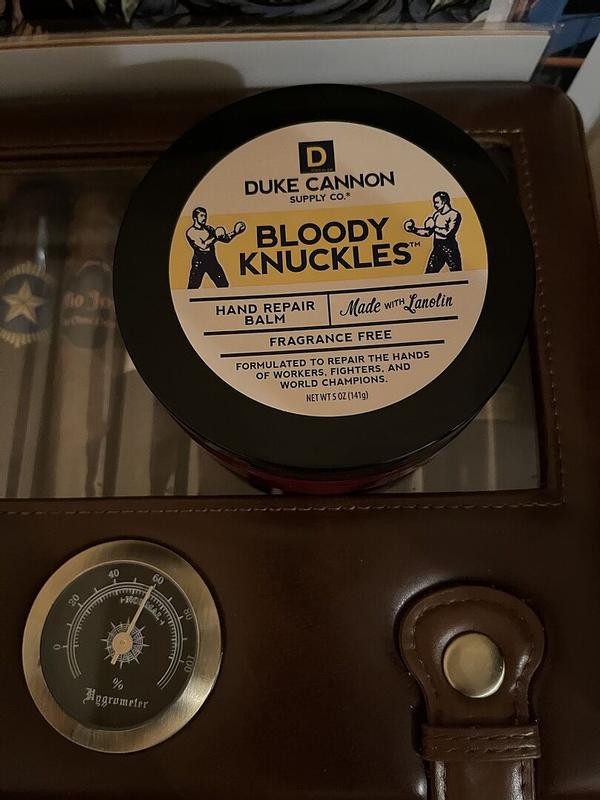 D
DUKE CANNON
SUPPLY CO.®
BLOODY
KNUCKLES™
HAND REPAIR
BALM
Made WITH Lanolin
FRAGRANCE FREE
FORMULATED TO REPAIR THE HANDS
OF WORKERS, FIGHTERS, AND
WORLD CHAMPIONS.
NET WT 5 OZ (141g)
0
20
40
60
80
100
NORMAL
%
Hygrometer